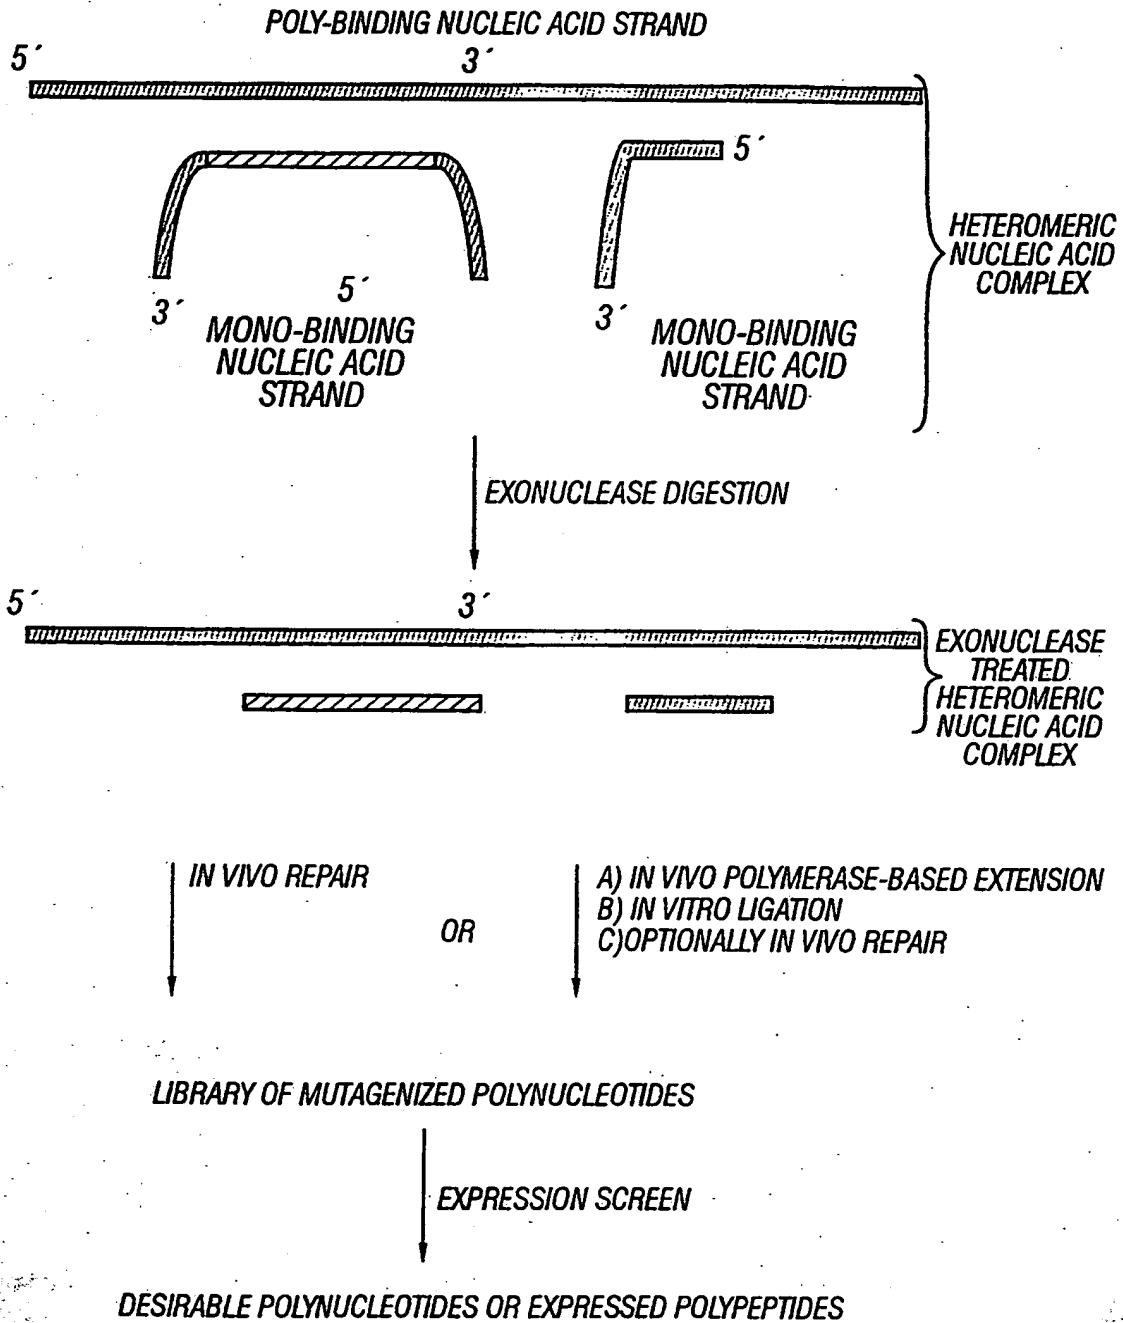 POLY-BINDING NUCLEIC ACID STRAND
5´
3´
5´
3´
5´
MONO-BINDING
NUCLEIC ACID
STRAND
3´
MONO-BINDING
NUCLEIC ACID
STRAND
HETEROMERIC
NUCLEIC ACID
COMPLEX
EXONUCLEASE DIGESTION
5´
3´
EXONUCLEASE
TREATED
HETEROMERIC
NUCLEIC ACID
COMPLEX
IN VIVO REPAIR
OR
A) IN VIVO POLYMERASE-BASED EXTENSION
B) IN VITRO LIGATION
C)OPTIONALLY IN VIVO REPAIR
LIBRARY OF MUTAGENIZED POLYNUCLEOTIDES
EXPRESSION SCREEN
DESIRABLE POLYNUCLEOTIDES OR EXPRESSED POLYPEPTIDES